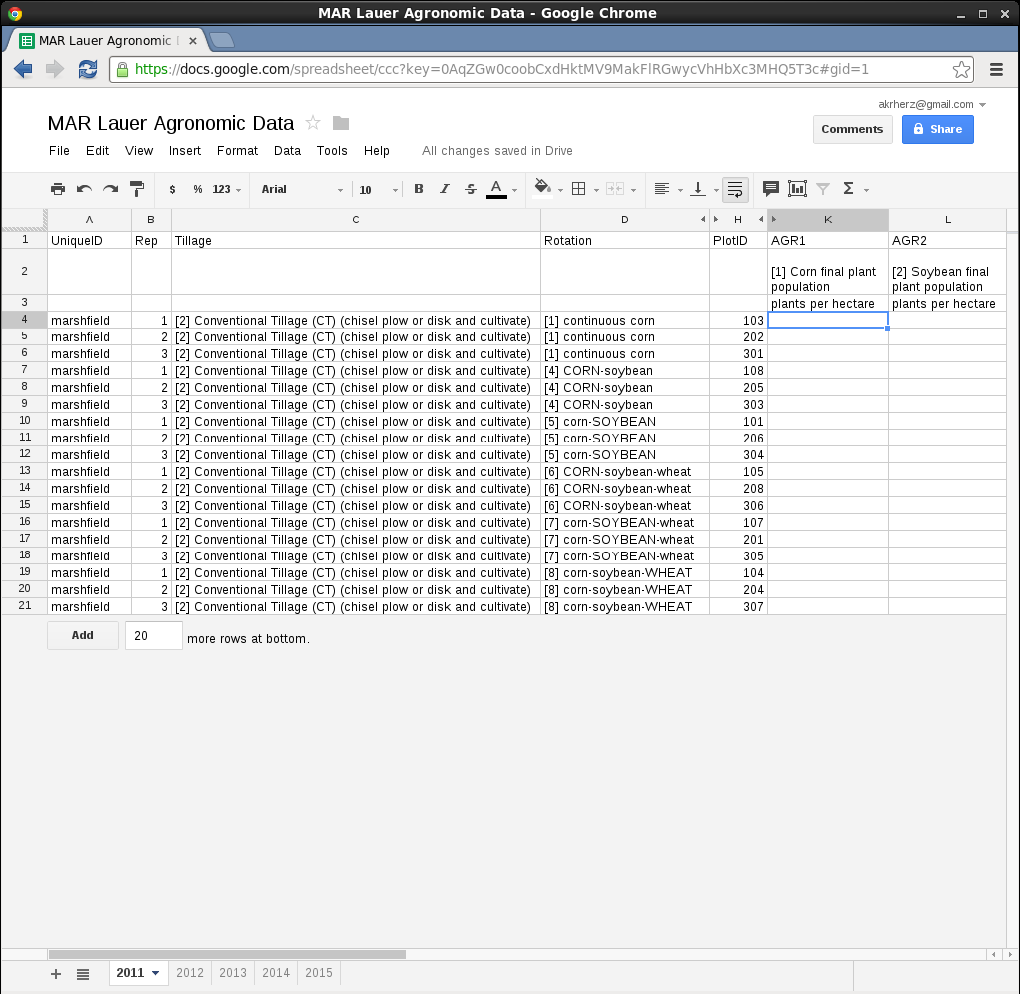 MAR Lauer Agronomic Data - Google Chrome
MAR Lauer Agronomic
https://docs.google.com/spreadsheet/ccc?key=0AqZGw0coobCxdHktMV9MakFlRGwycVhHbXc3MHQ5T3c#gid=1
akrherz@gmail.com
MAR Lauer Agronomic Data
Comments Share
File Edit View Insert Format Data Tools Help All changes saved in Drive
$ % 123 Arial 10 B I S A Σ
A B C D H K L
1 UniqueID Rep Tillage Rotation PlotID AGR1 AGR2
2 [1] Corn final plant population [2] Soybean final plant population
3 plants per hectare plants per hectare
4 marshfield 1 [2] Conventional Tillage (CT) (chisel plow or disk and cultivate) [1] continuous corn 103
5 marshfield 2 [2] Conventional Tillage (CT) (chisel plow or disk and cultivate) [1] continuous corn 202
6 marshfield 3 [2] Conventional Tillage (CT) (chisel plow or disk and cultivate) [1] continuous corn 301
7 marshfield 1 [2] Conventional Tillage (CT) (chisel plow or disk and cultivate) [4] CORN-soybean 108
8 marshfield 2 [2] Conventional Tillage (CT) (chisel plow or disk and cultivate) [4] CORN-soybean 205
9 marshfield 3 [2] Conventional Tillage (CT) (chisel plow or disk and cultivate) [4] CORN-soybean 303
10 marshfield 1 [2] Conventional Tillage (CT) (chisel plow or disk and cultivate) [5] corn-SOYBEAN 101
11 marshfield 2 [2] Conventional Tillage (CT) (chisel plow or disk and cultivate) [5] corn-SOYBEAN 206
12 marshfield 3 [2] Conventional Tillage (CT) (chisel plow or disk and cultivate) [5] corn-SOYBEAN 304
13 marshfield 1 [2] Conventional Tillage (CT) (chisel plow or disk and cultivate) [6] CORN-soybean-wheat 105
14 marshfield 2 [2] Conventional Tillage (CT) (chisel plow or disk and cultivate) [6] CORN-soybean-wheat 208
15 marshfield 3 [2] Conventional Tillage (CT) (chisel plow or disk and cultivate) [6] CORN-soybean-wheat 306
16 marshfield 1 [2] Conventional Tillage (CT) (chisel plow or disk and cultivate) [7] corn-SOYBEAN-wheat 107
17 marshfield 2 [2] Conventional Tillage (CT) (chisel plow or disk and cultivate) [7] corn-SOYBEAN-wheat 201
18 marshfield 3 [2] Conventional Tillage (CT) (chisel plow or disk and cultivate) [7] corn-SOYBEAN-wheat 305
19 marshfield 1 [2] Conventional Tillage (CT) (chisel plow or disk and cultivate) [8] corn-soybean-WHEAT 104
20 marshfield 2 [2] Conventional Tillage (CT) (chisel plow or disk and cultivate) [8] corn-soybean-WHEAT 204
21 marshfield 3 [2] Conventional Tillage (CT) (chisel plow or disk and cultivate) [8] corn-soybean-WHEAT 307
Add 20 more rows at bottom.
2011 2012 2013 2014 2015